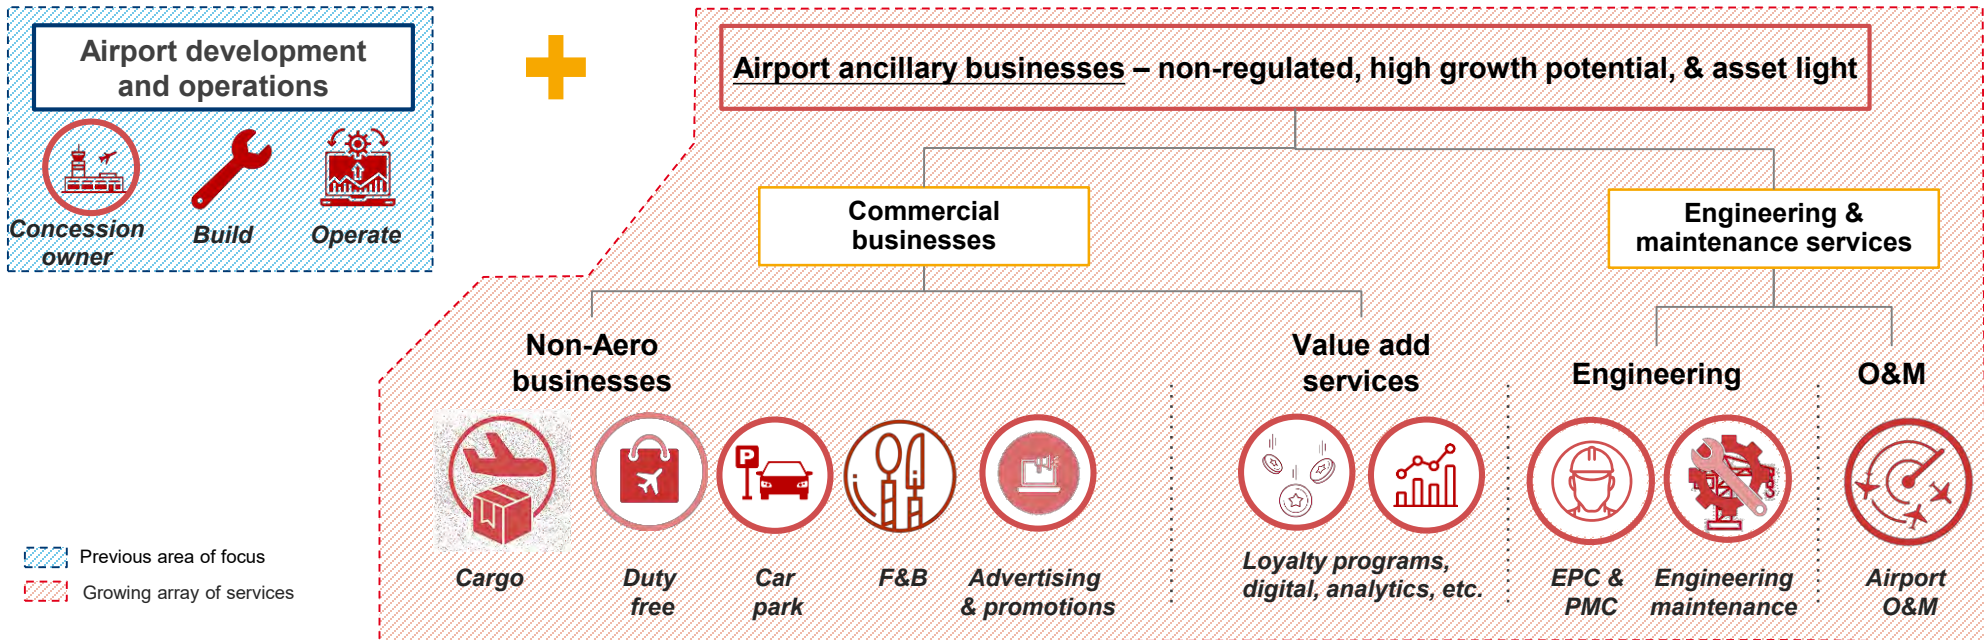 Airport development
and operations
Concession
owner
Build
Operate
Airport ancillary businesses – non-regulated, high growth potential, & asset light
Commercial
businesses
Engineering &
maintenance services
Non-Aero
businesses
Value add
services
Engineering
O&M
P
Cargo
Duty
free
Car
park
F&B
Advertising
& promotions
Loyalty programs,
digital, analytics, etc.
EPC &
PMC
Engineering
maintenance
Airport
O&M
Previous area of focus
Growing array of services